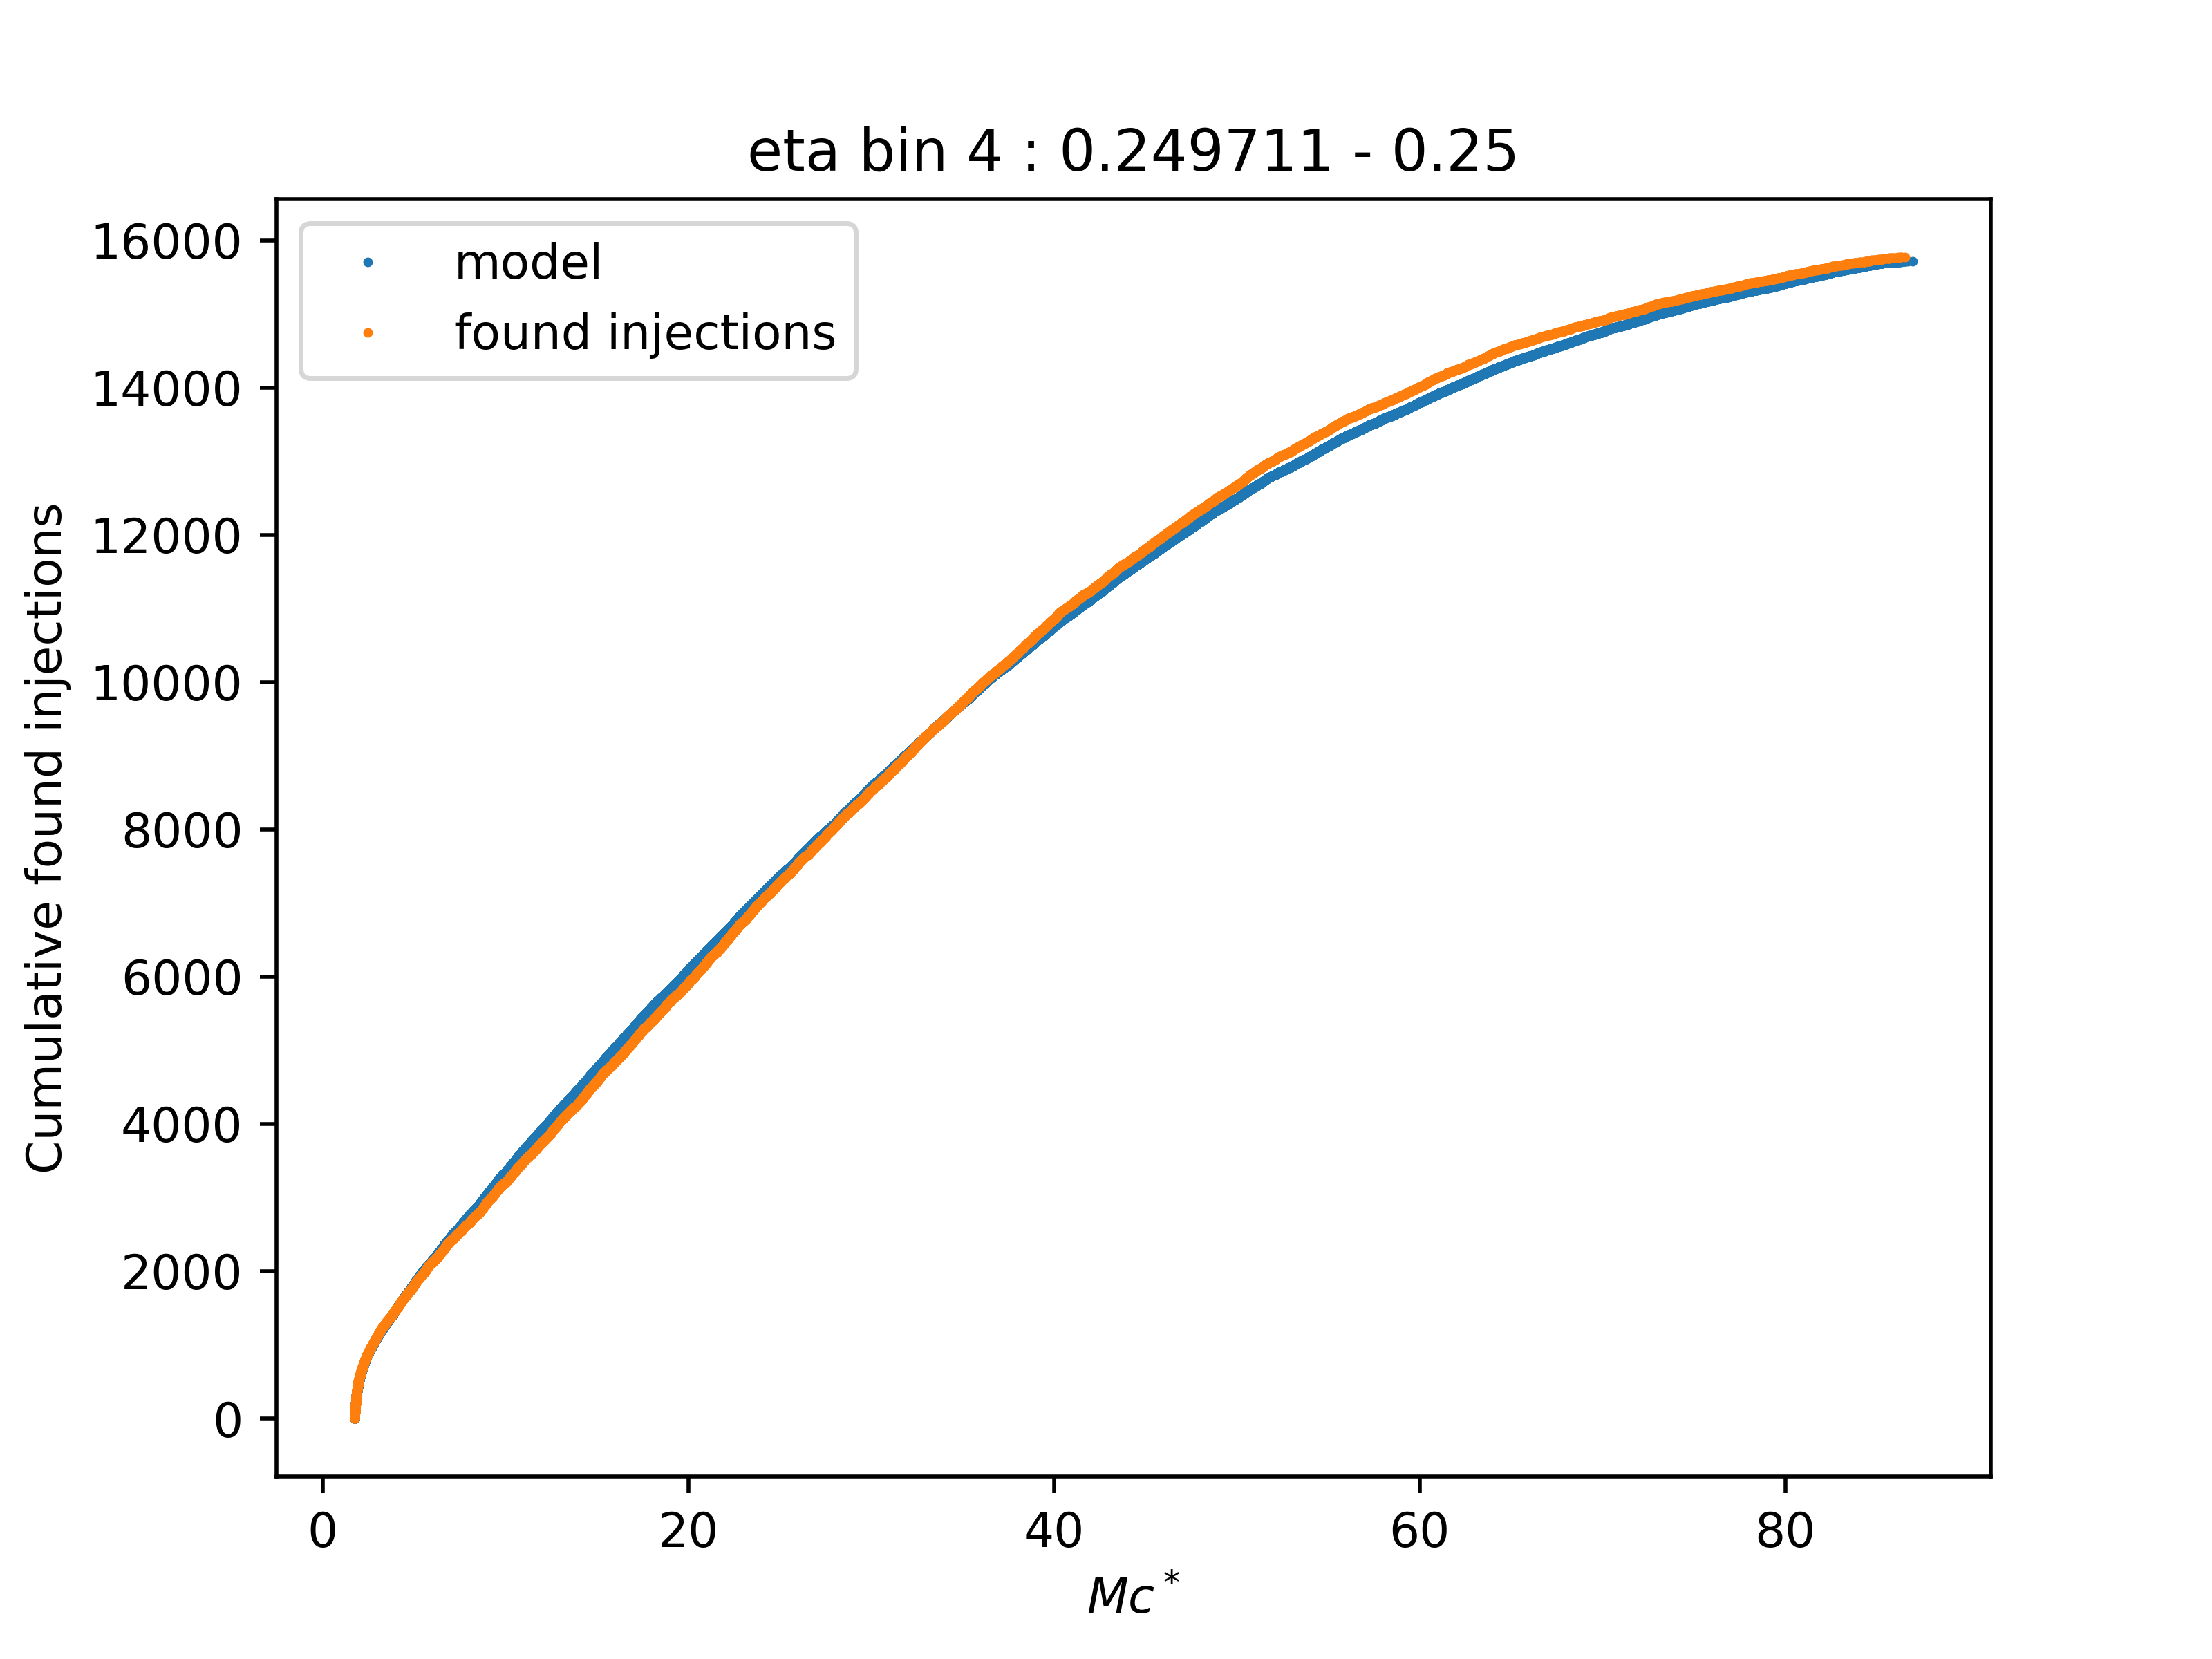 eta bin 4 : 0.249711 - 0.25
model
found injections
16000
14000
12000
10000
8000
6000
4000
2000
0
Cumulative found injections
0 20 40 60 80
Mc*